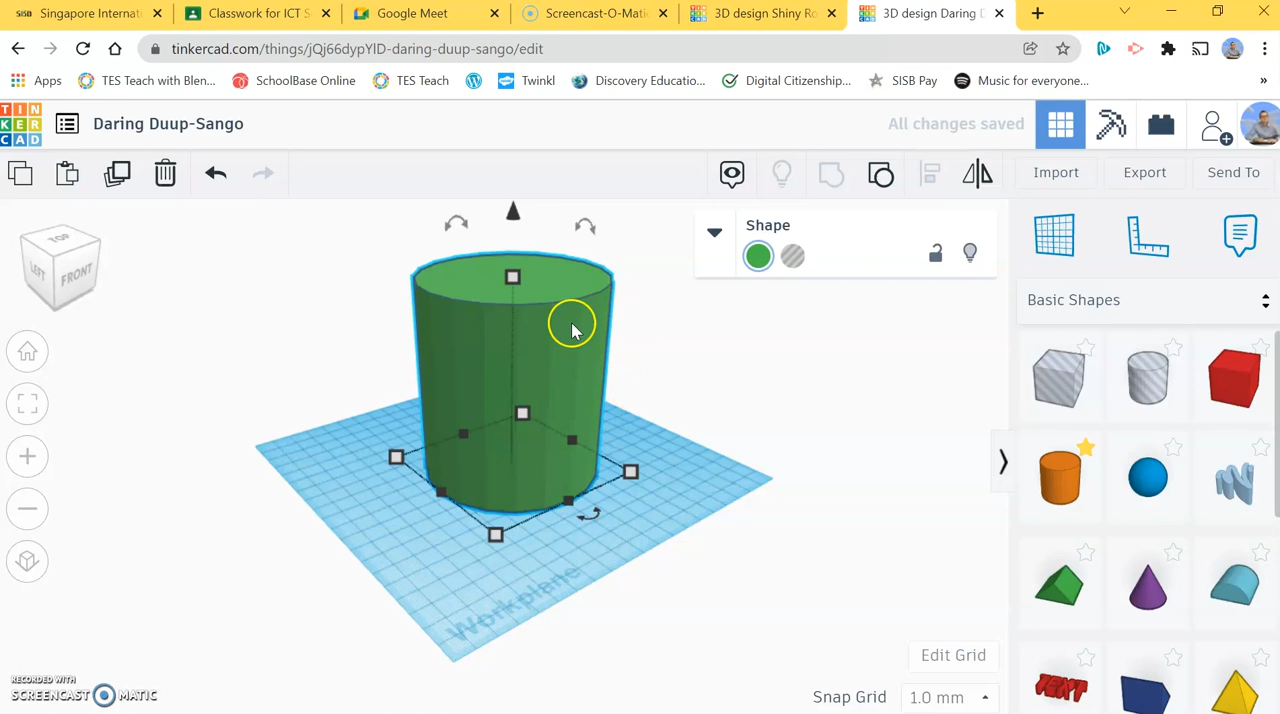 SISB Singapore Internat
Classwork for ICT S
Google Meet
Screencast-O-Matic
3D design Shiny Ro
3D design Daring D
tinkercad.com/things/jQj66dypYlD-daring-duup-sango/edit
Apps
TES Teach with Blen...
SchoolBase Online
TES Teach
Twinkl
Discovery Educatio...
Digital Citizenship...
SISB Pay
Music for everyone...
»
TIN
KER
CAD
Daring Duup-Sango
All changes saved
Import
Export
Send To
Shape
TOP
LEFT
FRONT
Basic Shapes
Workplane
TEXT
Edit Grid
Snap Grid
1.0 mm
RECORDED WITH
SCREENCAST MATIC